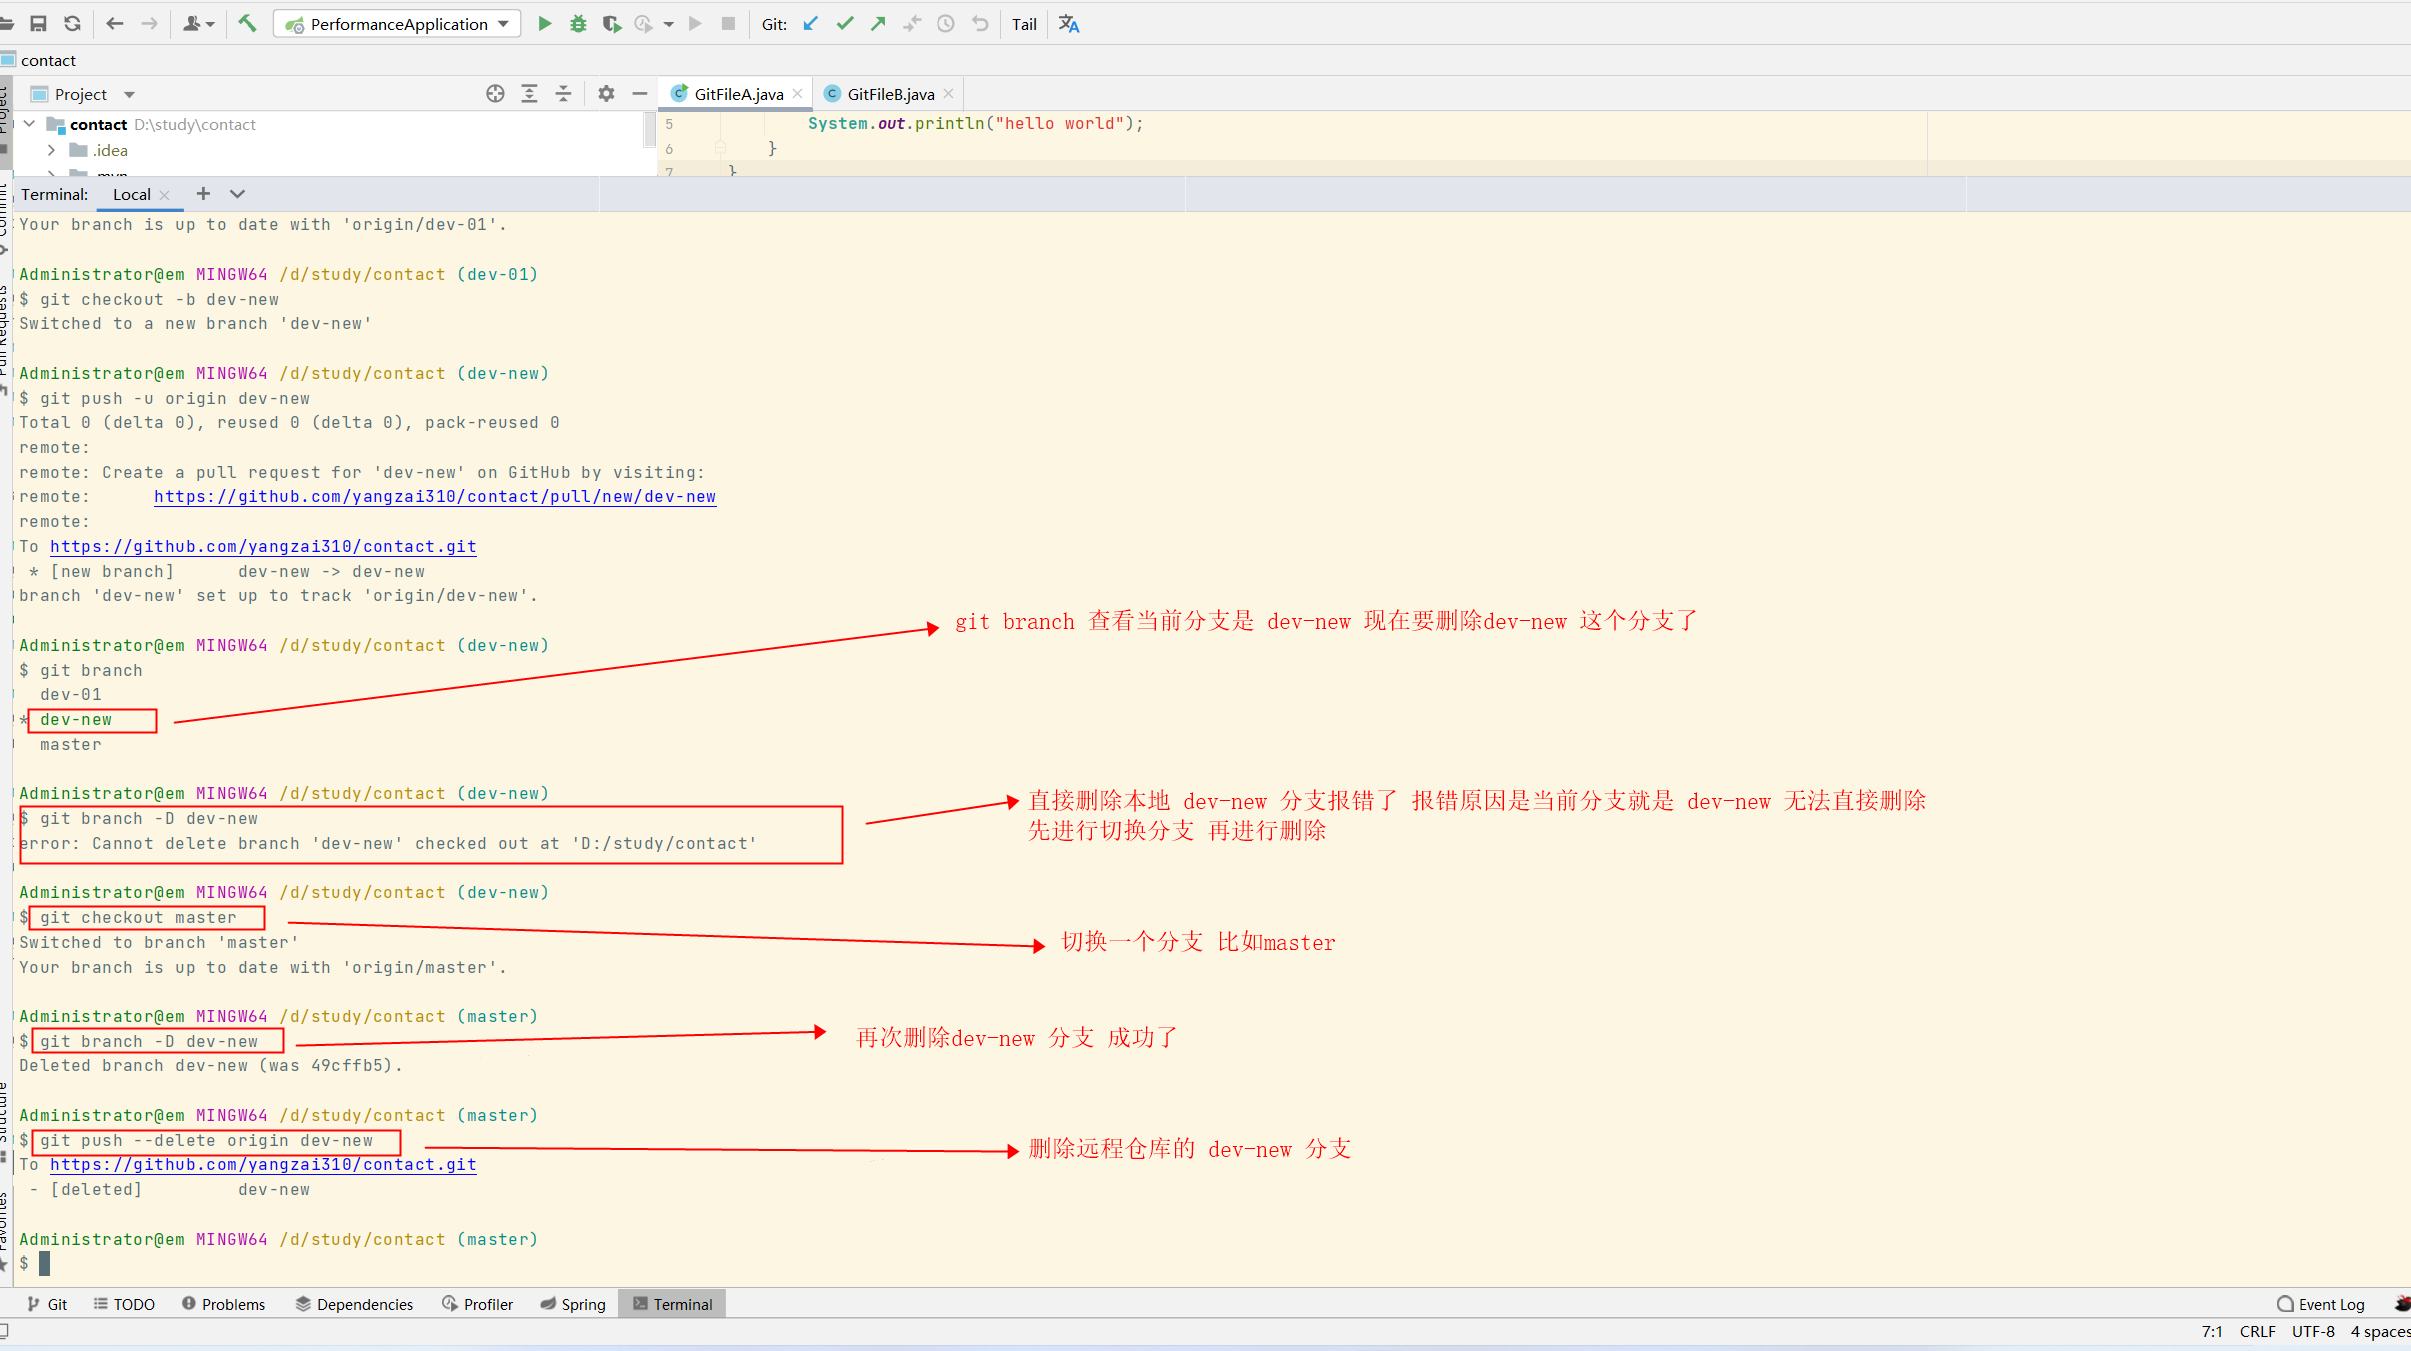 PerformanceApplication
Git:
Tail
contact
Project
GitFileA.java
GitFileB.java
contact D:\study\contact
.idea
5 System.out.println("hello world");
6 }
7 }
Terminal: Local
Your branch is up to date with 'origin/dev-01'.
Administrator@em MINGW64 /d/study/contact (dev-01)
$ git checkout -b dev-new
Switched to a new branch 'dev-new'
Administrator@em MINGW64 /d/study/contact (dev-new)
$ git push -u origin dev-new
Total 0 (delta 0), reused 0 (delta 0), pack-reused 0
remote:
remote: Create a pull request for 'dev-new' on GitHub by visiting:
remote:      https://github.com/yangzai310/contact/pull/new/dev-new
remote:
To https://github.com/yangzai310/contact.git
* [new branch]      dev-new -> dev-new
branch 'dev-new' set up to track 'origin/dev-new'.
git branch 查看当前分支是 dev-new 现在要删除dev-new 这个分支了
Administrator@em MINGW64 /d/study/contact (dev-new)
$ git branch
dev-01
* dev-new
master
Administrator@em MINGW64 /d/study/contact (dev-new)
$ git branch -D dev-new
error: Cannot delete branch 'dev-new' checked out at 'D:/study/contact'
直接删除本地 dev-new 分支报错了 报错原因是当前分支就是 dev-new 无法直接删除
先进行切换分支 再进行删除
Administrator@em MINGW64 /d/study/contact (dev-new)
$ git checkout master
Switched to branch 'master'
Your branch is up to date with 'origin/master'.
切换一个分支 比如master
Administrator@em MINGW64 /d/study/contact (master)
$ git branch -D dev-new
Deleted branch dev-new (was 49cffb5).
再次删除dev-new 分支 成功了
Administrator@em MINGW64 /d/study/contact (master)
$ git push --delete origin dev-new
To https://github.com/yangzai310/contact.git
- [deleted]         dev-new
删除远程仓库的 dev-new 分支
Administrator@em MINGW64 /d/study/contact (master)
$
Project
Commit
Pull Requests
Structure
Favorites
Git TODO Problems Dependencies Profiler Spring Terminal Event Log
7:1 CRLF UTF-8 4 spaces